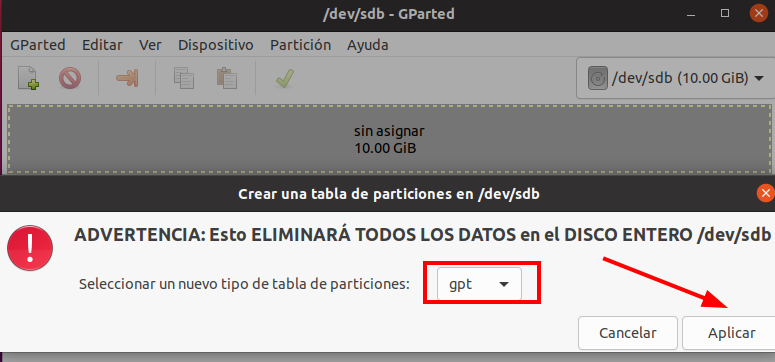 /dev/sdb - GParted
GParted Editar Ver Dispositivo Partición Ayuda
/dev/sdb (10.00 GiB)
sin asignar
10.00 GiB
Crear una tabla de particiones en /dev/sdb
ADVERTENCIA: Esto ELIMINARÁ TODOS LOS DATOS en el DISCO ENTERO /dev/sdb
Seleccionar un nuevo tipo de tabla de particiones: gpt
Cancelar Aplicar